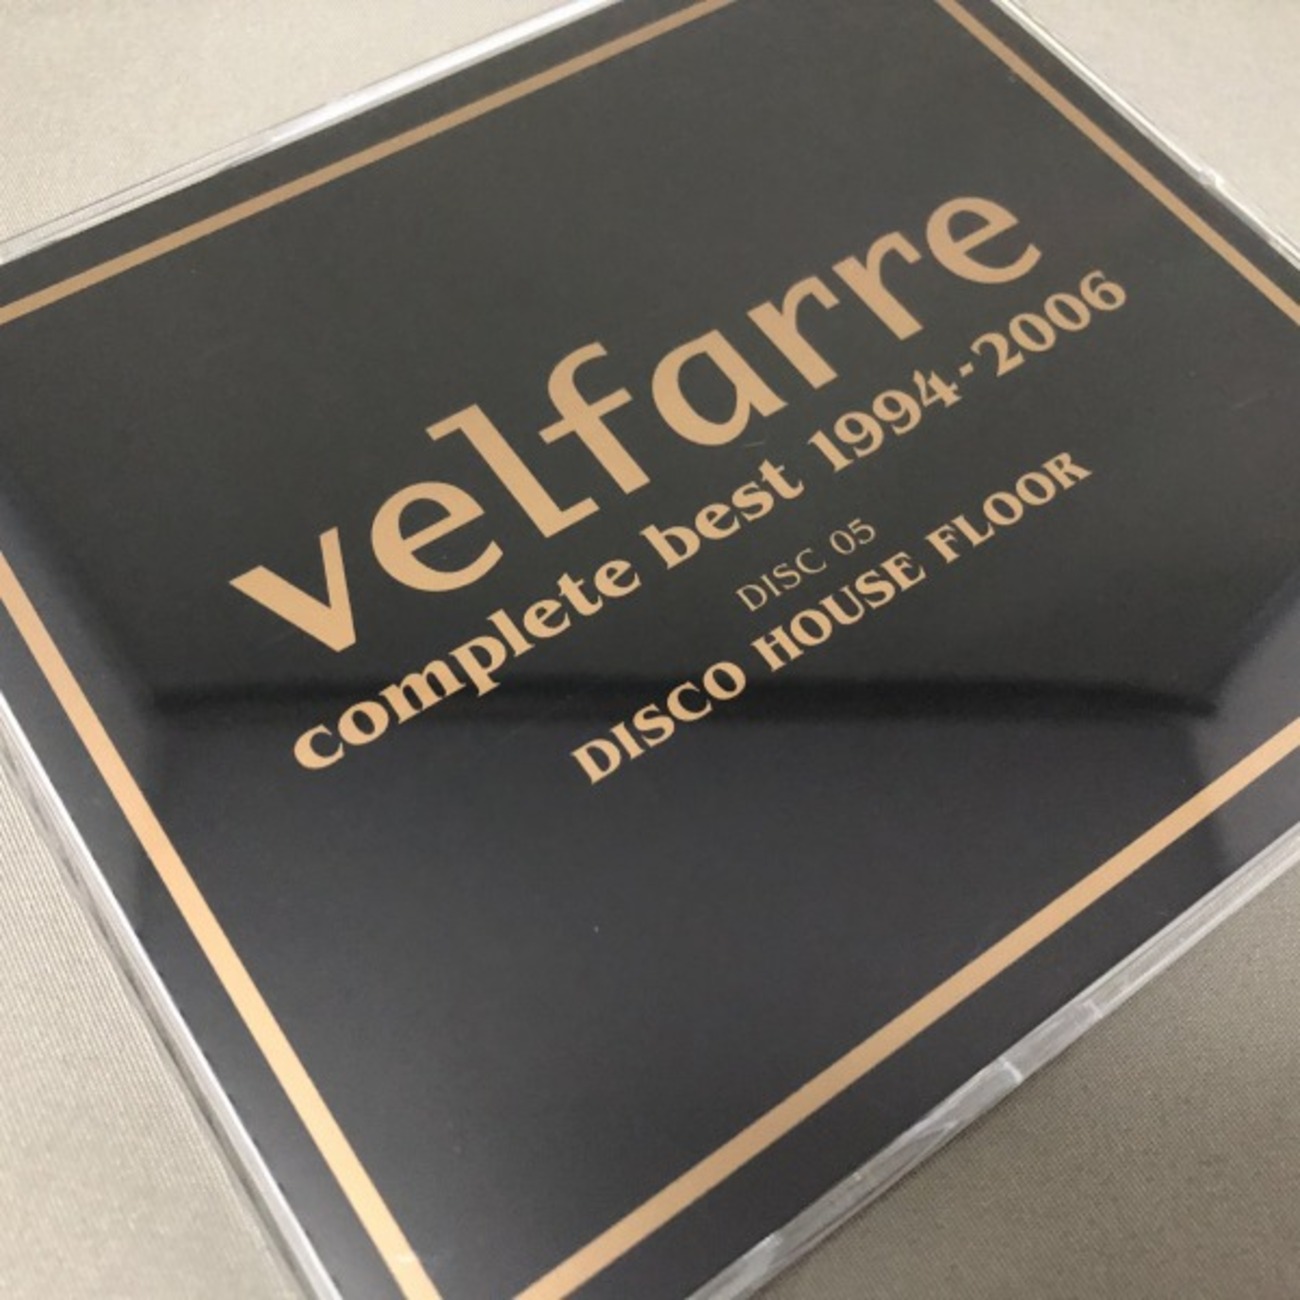 velfarre
complete best 1994-2006
DISC 05
DISCO HOUSE FLOOR